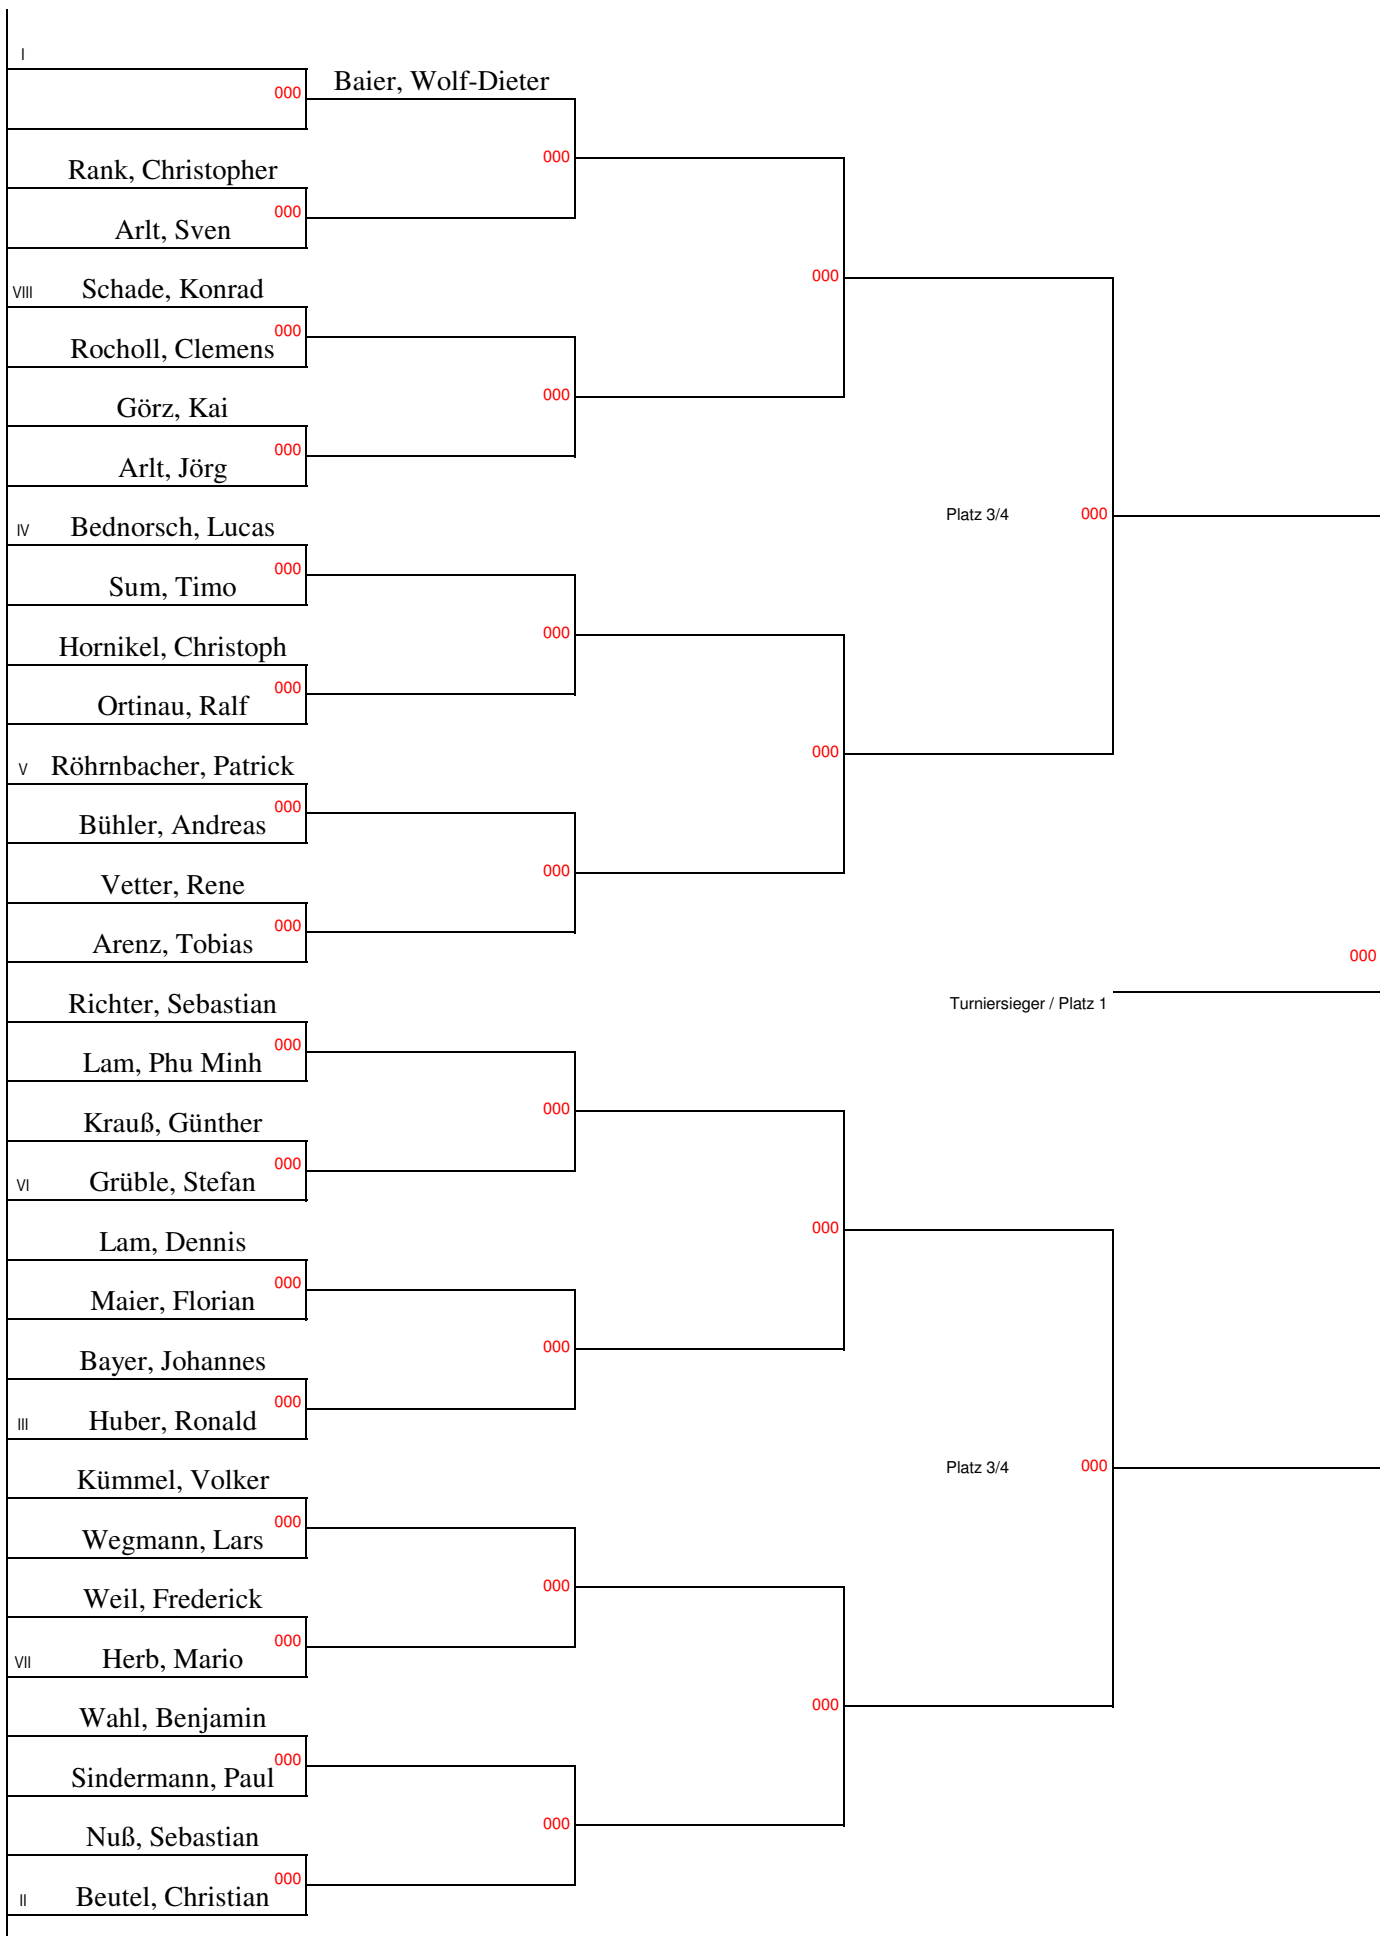 I
000 Baier, Wolf-Dieter
000
Rank, Christopher
000
Arlt, Sven
000
VIII Schade, Konrad
000
Rocholl, Clemens
000
Görz, Kai
000
Arlt, Jörg
Platz 3/4 000
IV Bednorsch, Lucas
000
Sum, Timo
000
Hornikel, Christoph
000
Ortinau, Ralf
000
V Röhrnbacher, Patrick
000
Bühler, Andreas
000
Vetter, Rene
000
Arenz, Tobias
000
Turniersieger / Platz 1
Richter, Sebastian
000
Lam, Phu Minh
000
Krauß, Günther
000
VI Grüble, Stefan
000
Lam, Dennis
000
Maier, Florian
000
Bayer, Johannes
000
III Huber, Ronald
Platz 3/4 000
Kümmel, Volker
000
Wegmann, Lars
000
Weil, Frederick
000
VII Herb, Mario
000
Wahl, Benjamin
000
Sindermann, Paul
000
Nuß, Sebastian
000
II Beutel, Christian